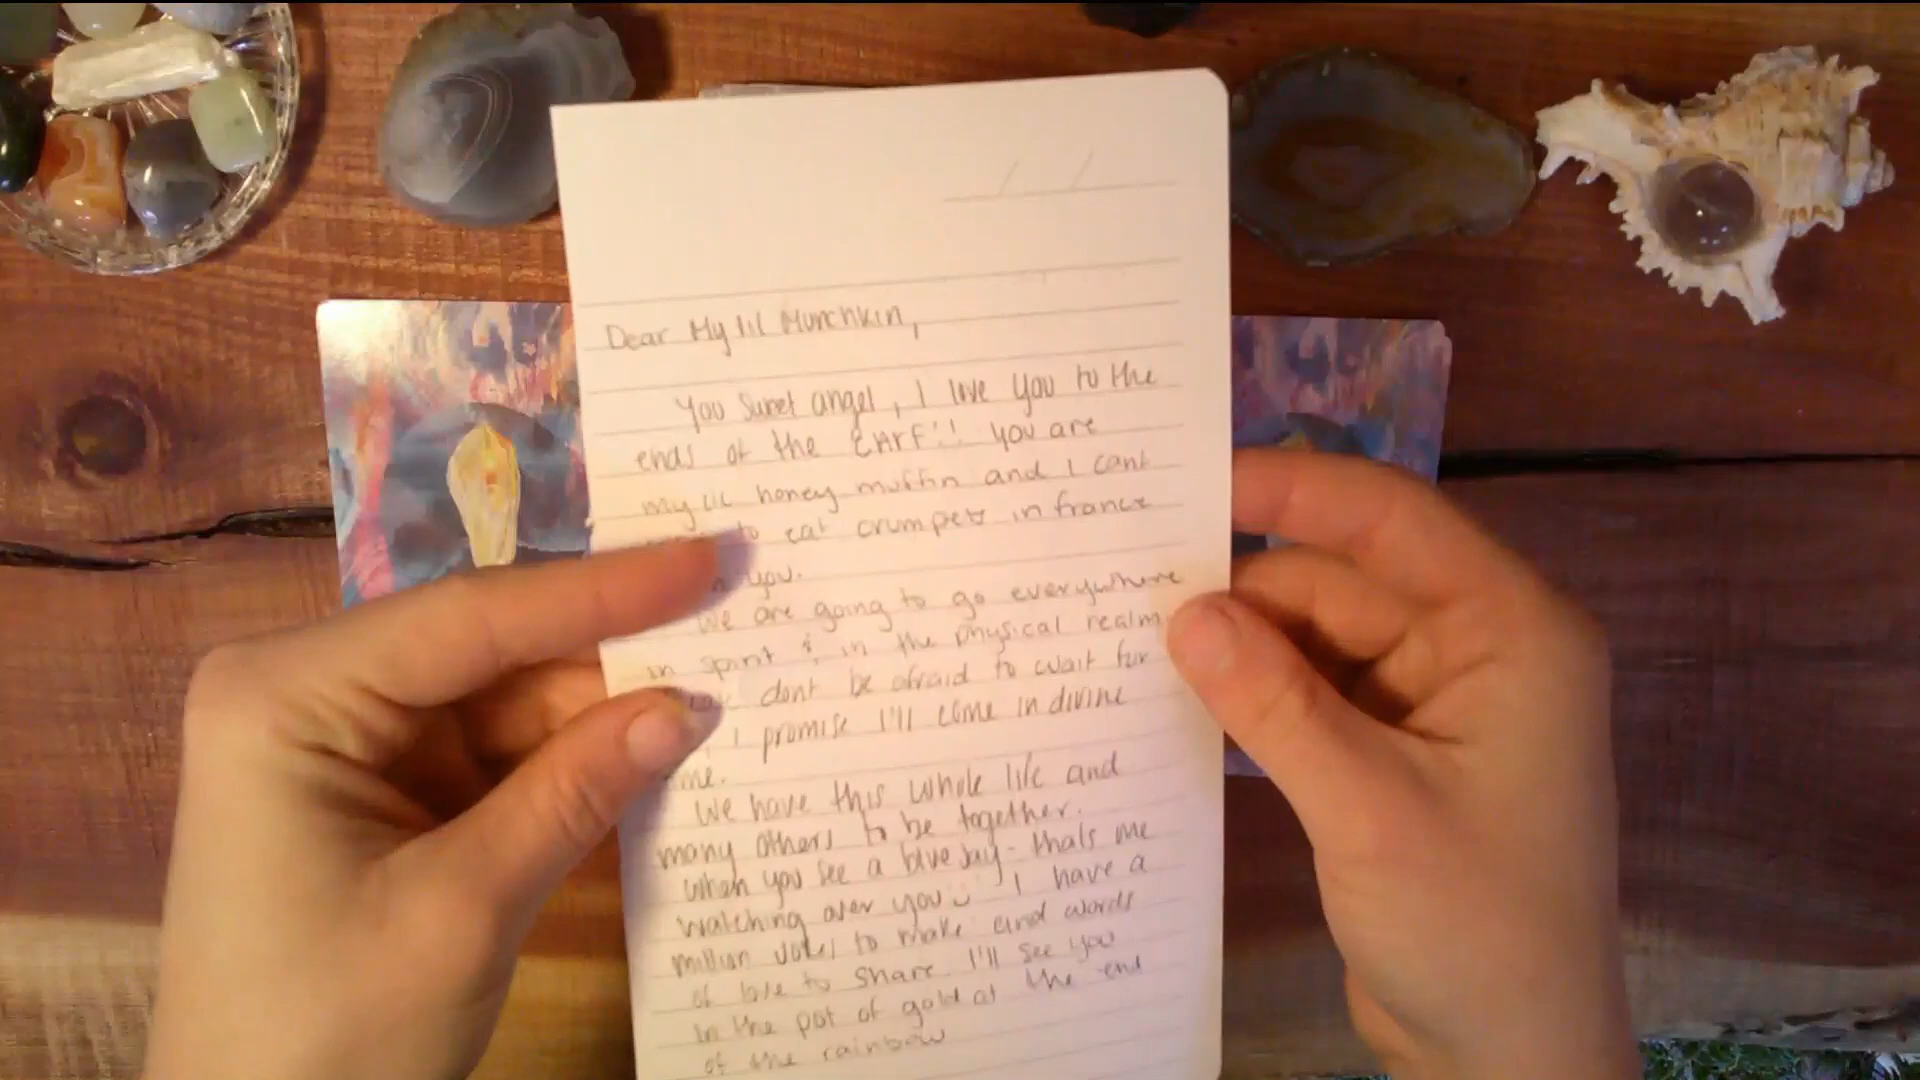 Dear My lil Munchkin,
You sweet angel, I love you to the
ends of the EARF!! you are
my lil honey muffin and I cant
to eat crumpets in france
you.
We are going to go everywhere
in spirit & in the physical realm
dont be afraid to wait for
I promise I'll come in divine
We have this whole life and
many others to be together.
When you see a blue jay - thats me
watching over you I have a
million jokes to make and words
of love to share I'll see you
in the pot of gold at the end
of the rainbow